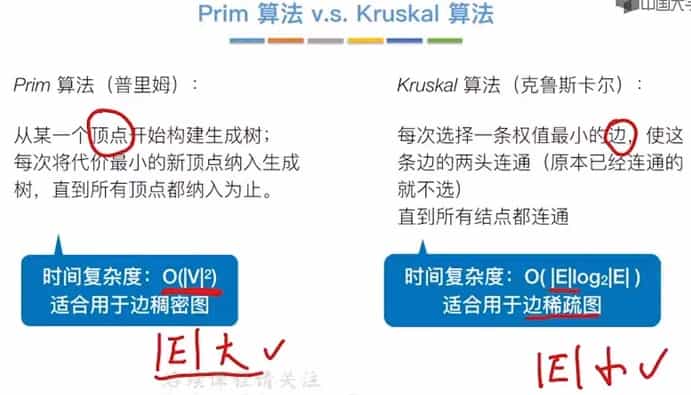 Prim 算法 v.s. Kruskal 算法
中国大学
Prim 算法（普里姆）：
从某一个顶点开始构建生成树；
每次将代价最小的新顶点纳入生成
树，直到所有顶点都纳入为止。
时间复杂度：O(|V|²)
适合用于边稠密图
|E| 大 ✓
Kruskal 算法（克鲁斯卡尔）：
每次选择一条权值最小的边，使这
条边的两头连通（原本已经连通的
就不选）
直到所有结点都连通
时间复杂度：O( |E|log₂|E| )
适合用于边稀疏图
|E| 小 ✓